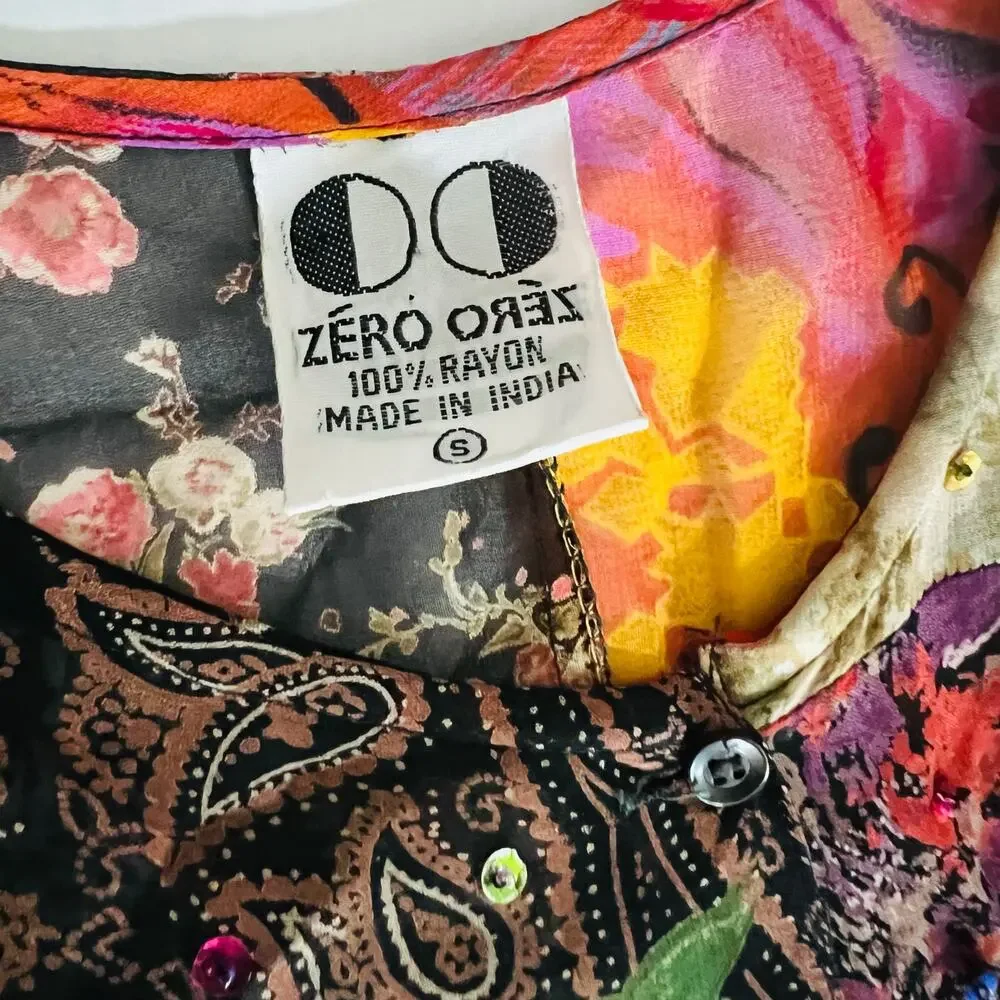 ZÉRO ORÉZ
100% RAYON
MADE IN INDIA
S